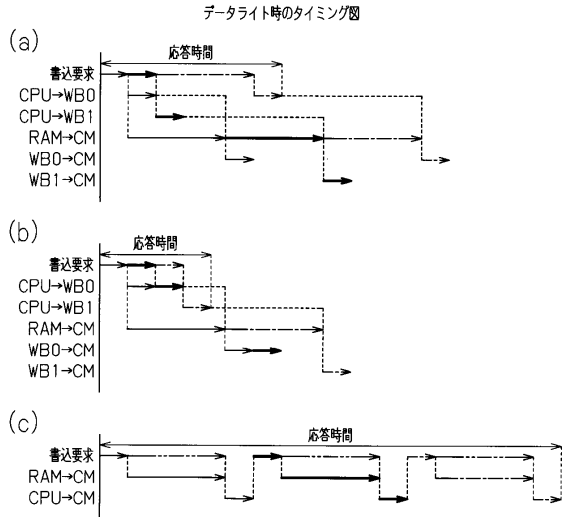 データライト時のタイミング図
(a)
応答時間
書込要求
CPU→WB0
CPU→WB1
RAM→CM
WB0→CM
WB1→CM
(b)
応答時間
書込要求
CPU→WB0
CPU→WB1
RAM→CM
WB0→CM
WB1→CM
(c)
応答時間
書込要求
RAM→CM
CPU→CM